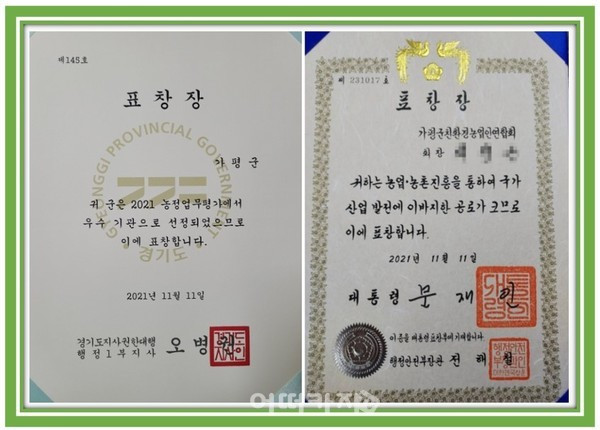 제145호
표창장
GYEONGGI PROVINCIAL GOVERNMENT
경기도
가평군
귀 군은 2021 농정업무평가에서
우수 기관으로 선정되었으므로
이에 표창합니다.
2021년 11월 11일
경기도지사권한대행
행정1부지사 오병권
제 231017 호
표창장
가평군친환경농업인연합회
회장
귀하는 농업·농촌진흥을 통하여 국가
산업 발전에 이바지한 공로가 크므로
이에 표창합니다.
2021년 11월 11일
대통령 문재인
이 증을 대통령표창부에 기재합니다.
행정안전부장관 전해철